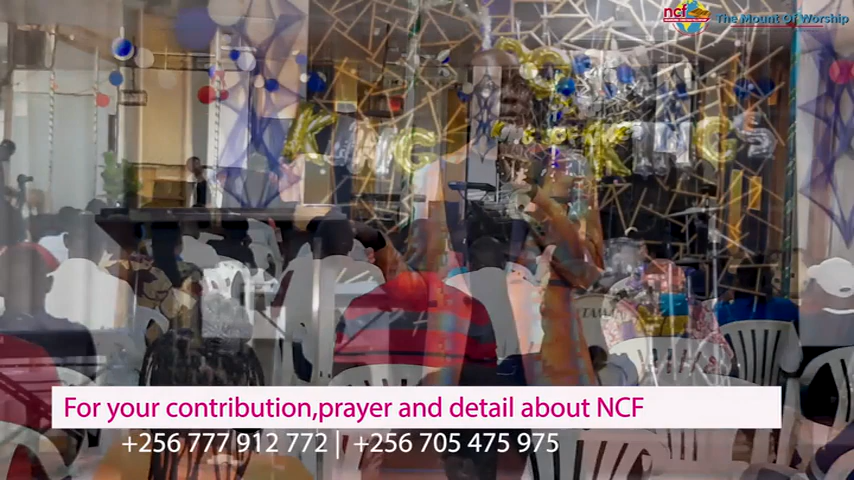 ncf
The Mount Of Worship
KING OF KINGS
For your contribution,prayer and detail about NCF
+256 777 912 772 | +256 705 475 975